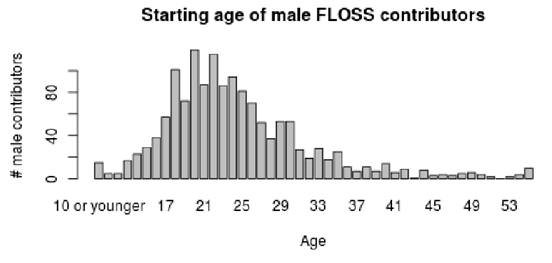 Starting age of male FLOSS contributors
# male contributors
80
40
0
10 or younger 17 21 25 29 33 37 41 45 49 53
Age